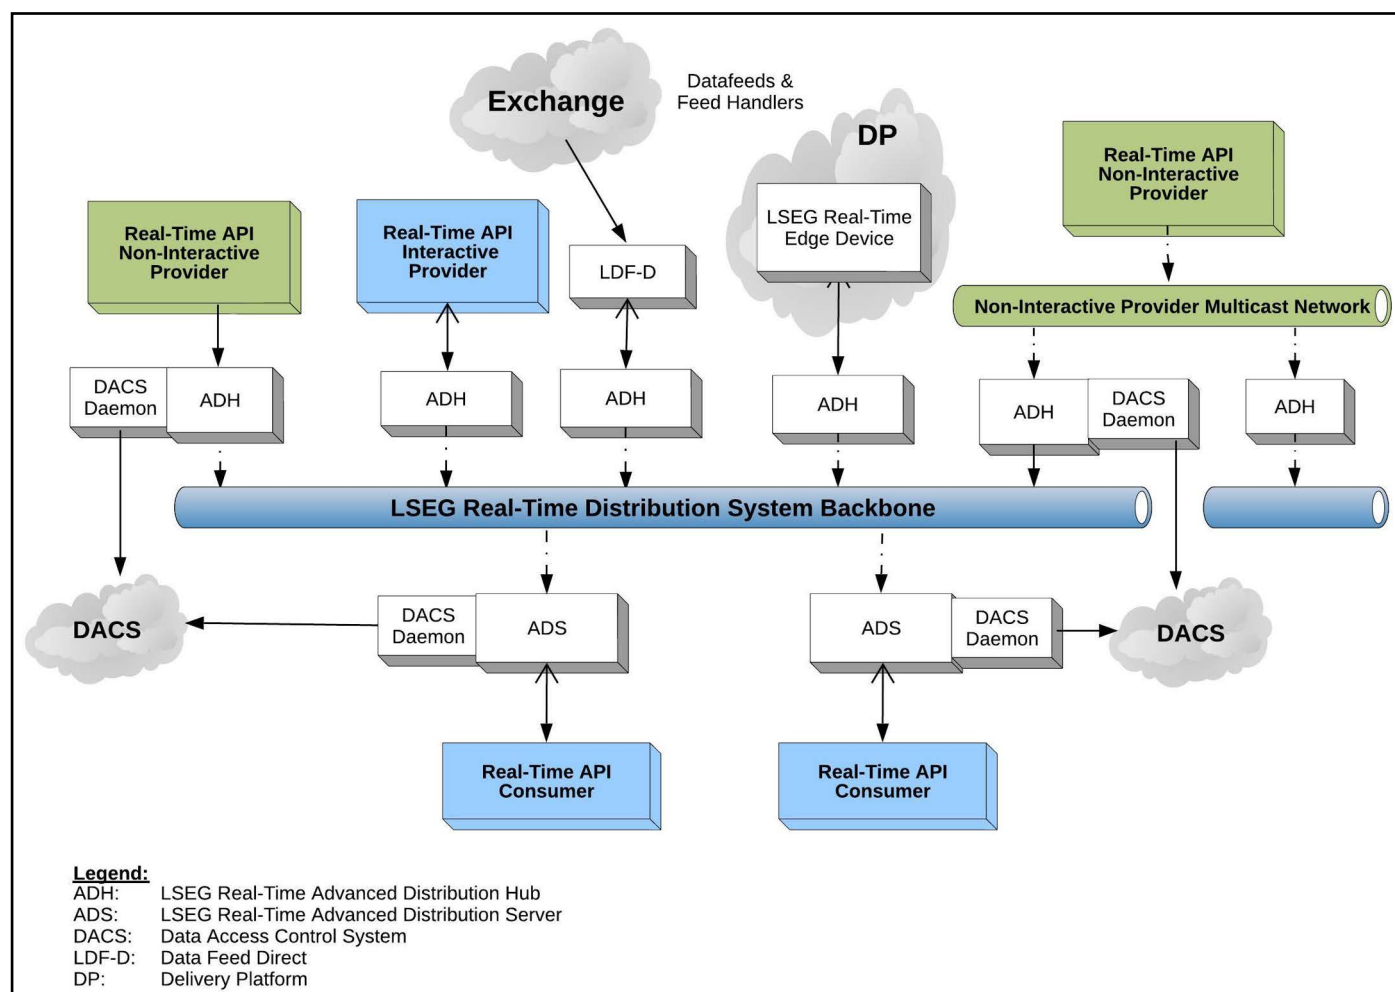 Exchange
Datafeeds &
Feed Handlers
DP
Real-Time API
Non-Interactive
Provider
LSEG Real-Time
Edge Device
Real-Time API
Non-Interactive
Provider
Real-Time API
Interactive
Provider
LDF-D
Non-Interactive Provider Multicast Network
DACS
Daemon
ADH
ADH
ADH
ADH
ADH
DACS
Daemon
ADH
LSEG Real-Time Distribution System Backbone
DACS
DACS
Daemon
ADS
ADS
DACS
Daemon
DACS
Real-Time API
Consumer
Real-Time API
Consumer
Legend:
ADH: LSEG Real-Time Advanced Distribution Hub
ADS: LSEG Real-Time Advanced Distribution Server
DACS: Data Access Control System
LDF-D: Data Feed Direct
DP: Delivery Platform